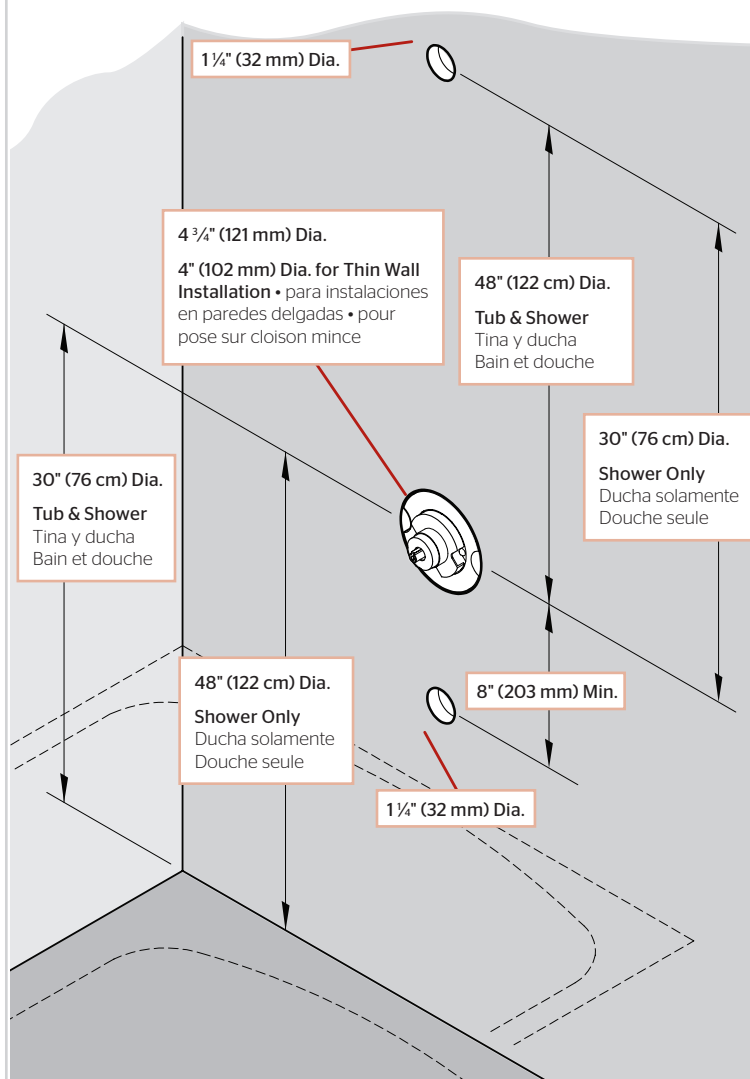 1 ¼" (32 mm) Dia.
4 ¾" (121 mm) Dia.
4" (102 mm) Dia. for Thin Wall
Installation • para instalaciones
en paredes delgadas • pour
pose sur cloison mince
48" (122 cm) Dia.
Tub & Shower
Tina y ducha
Bain et douche
30" (76 cm) Dia.
Shower Only
Ducha solamente
Douche seule
30" (76 cm) Dia.
Tub & Shower
Tina y ducha
Bain et douche
48" (122 cm) Dia.
Shower Only
Ducha solamente
Douche seule
8" (203 mm) Min.
1 ¼" (32 mm) Dia.